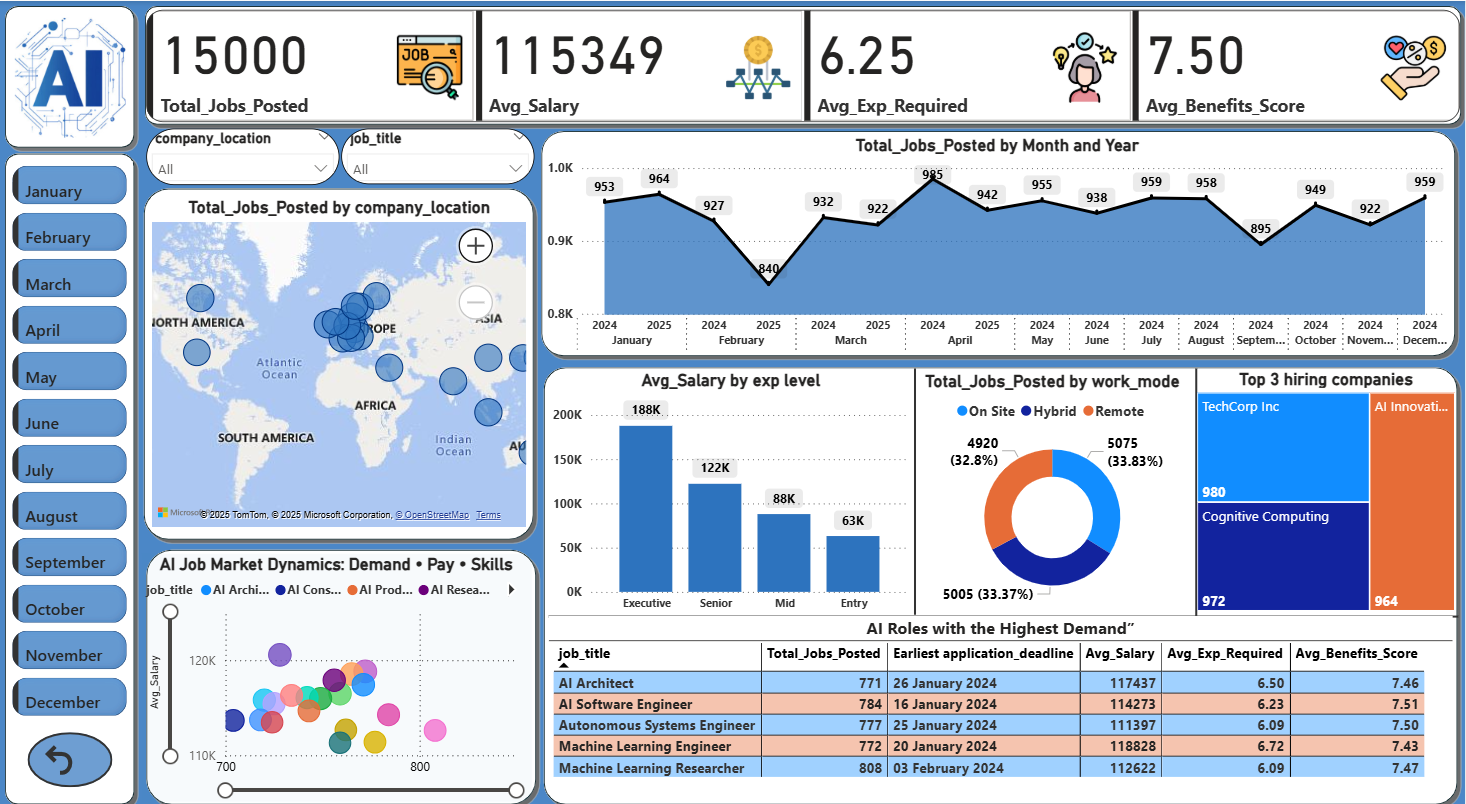 AI
15000
Total_Jobs_Posted
JOB
115349
Avg_Salary
6.25
Avg_Exp_Required
7.50
Avg_Benefits_Score
January
February
March
April
May
June
July
August
September
October
November
December
company_location
All
job_title
All
Total_Jobs_Posted by company_location
NORTH AMERICA
ASIA
Atlantic
Ocean
AFRICA
SOUTH AMERICA
Indian
Ocean
© 2025 TomTom, © 2025 Microsoft Corporation, © OpenStreetMap Terms
Total_Jobs_Posted by Month and Year
1.0K
0.9K
0.8K
953 964 927 840 932 922 985 942 955 938 959 958 895 949 922 959
2024 2025 2024 2025 2024 2025 2024 2025 2024 2024 2024 2024 2024 2024 2024 2024
January February March April May June July August Septem... October Novem... Decem...
Avg_Salary by exp level
200K
150K
100K
50K
0K
188K
122K
88K
63K
Executive Senior Mid Entry
Total_Jobs_Posted by work_mode
On Site Hybrid Remote
4920
(32.8%)
5075
(33.83%)
5005 (33.37%)
Top 3 hiring companies
TechCorp Inc
980
Cognitive Computing
972
AI Innovati...
964
AI Job Market Dynamics: Demand • Pay • Skills
job_title AI Archi... AI Cons... AI Prod... AI Resea...
Avg_Salary
120K
110K
700 800
AI Roles with the Highest Demand”
job_title Total_Jobs_Posted Earliest application_deadline Avg_Salary Avg_Exp_Required Avg_Benefits_Score
AI Architect 771 26 January 2024 117437 6.50 7.46
AI Software Engineer 784 16 January 2024 114273 6.23 7.51
Autonomous Systems Engineer 777 25 January 2024 111397 6.09 7.50
Machine Learning Engineer 772 20 January 2024 118828 6.72 7.43
Machine Learning Researcher 808 03 February 2024 112622 6.09 7.47